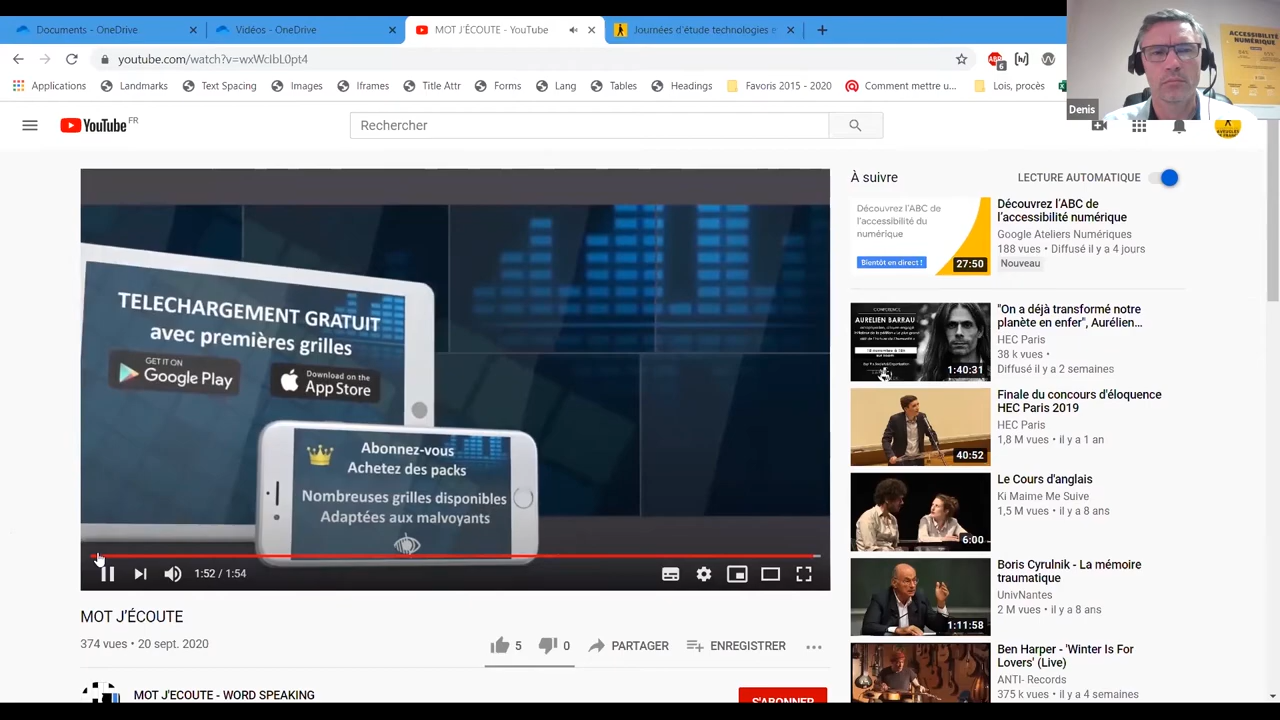 Documents - OneDrive
Vidéos - OneDrive
MOT J'ÉCOUTE - YouTube
Journées d'étude technologies e
youtube.com/watch?v=wxWcIbL0pt4
Applications
Landmarks
Text Spacing
Images
Iframes
Title Attr
Forms
Lang
Tables
Headings
Favoris 2015 - 2020
Comment mettre u...
Lois, procès
ACCESSIBILITÉ
NUMÉRIQUE
Denis
YouTube FR
Rechercher
TELECHARGEMENT GRATUIT
avec premières grilles
GET IT ON
Google Play
Download on the
App Store
Abonnez-vous
Achetez des packs
Nombreuses grilles disponibles
Adaptées aux malvoyants
1:52 / 1:54
MOT J'ÉCOUTE
374 vues • 20 sept. 2020
5
0
PARTAGER
ENREGISTRER
MOT J'ECOUTE - WORD SPEAKING
S'ABONNER
À suivre
LECTURE AUTOMATIQUE
Découvrez l'ABC de
l'accessibilité du
numérique
Bientôt en direct !
27:50
Découvrez l'ABC de
l'accessibilité numérique
Google Ateliers Numériques
188 vues • Diffusé il y a 4 jours
Nouveau
CONFÉRENCE
AURELIEN BARRAU
1:40:31
"On a déjà transformé notre
planète en enfer", Aurélien...
HEC Paris
38 k vues •
Diffusé il y a 2 semaines
40:52
Finale du concours d'éloquence
HEC Paris 2019
HEC Paris
1,8 M vues • il y a 1 an
6:00
Le Cours d'anglais
Ki Maime Me Suive
1,5 M vues • il y a 8 ans
1:11:58
Boris Cyrulnik - La mémoire
traumatique
UnivNantes
2 M vues • il y a 8 ans
Ben Harper - 'Winter Is For
Lovers' (Live)
ANTI- Records
375 k vues • il y a 4 semaines